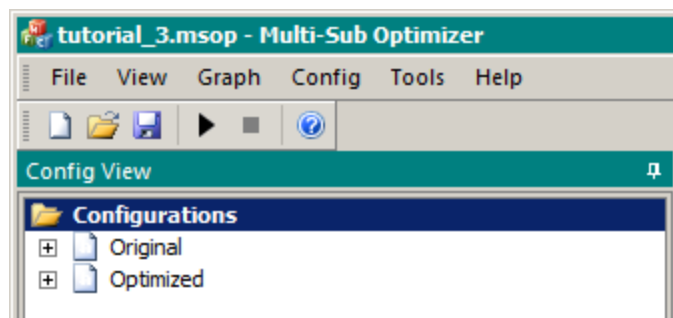 tutorial_3.msop - Multi-Sub Optimizer
File View Graph Config Tools Help
Config View
Configurations
Original
Optimized